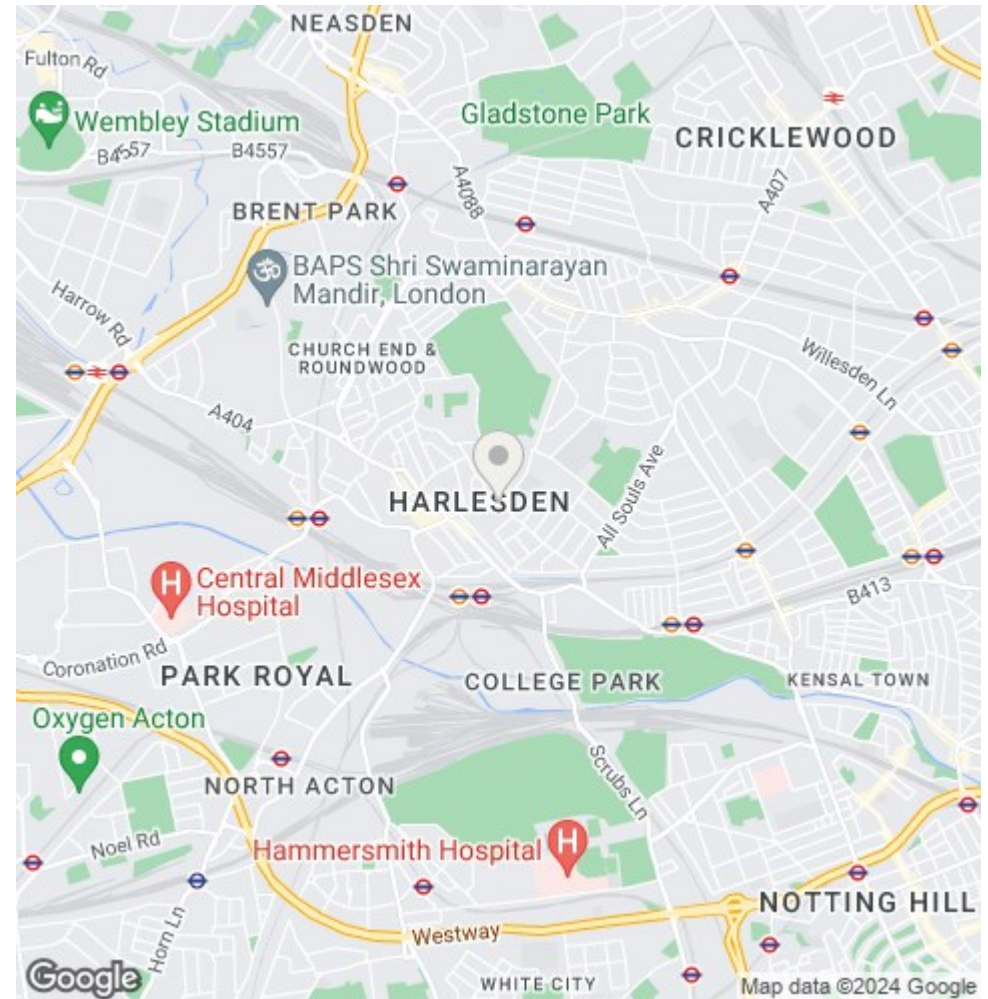 NEASDEN
Fulton Rd
Wembley Stadium
Gladstone Park
CRICKLEWOOD
B4557
B4557
A4088
A407
BRENT PARK
BAPS Shri Swaminarayan
Mandir, London
Harrow Rd
CHURCH END &
ROUNDWOOD
Willesden Ln
A404
All Souls Ave
HARLESDEN
Central Middlesex
Hospital
B413
Coronation Rd
PARK ROYAL
COLLEGE PARK
KENSAL TOWN
Oxygen Acton
NORTH ACTON
Scrubs Ln
Noel Rd
Hammersmith Hospital
Horn Ln
NOTTING HILL
Westway
WHITE CITY
Google
Map data ©2024 Google